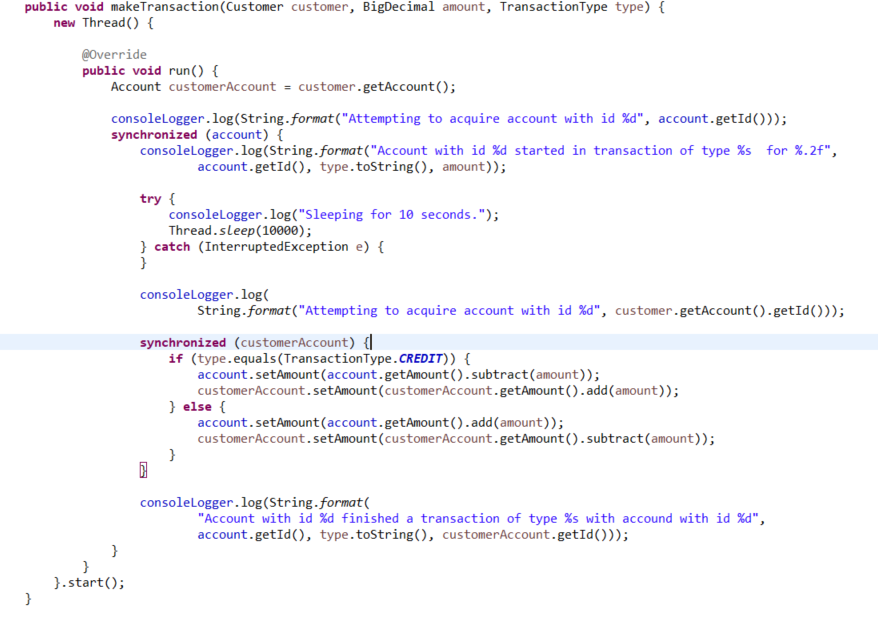 public void makeTransaction(Customer customer, BigDecimal amount, TransactionType type) {
new Thread() {
@Override
public void run() {
Account customerAccount = customer.getAccount();
consoleLogger.log(String.format("Attempting to acquire account with id %d", account.getId()));
synchronized (account) {
consoleLogger.log(String.format("Account with id %d started in transaction of type %s  for %.2f",
account.getId(), type.toString(), amount));
try {
consoleLogger.log("Sleeping for 10 seconds.");
Thread.sleep(10000);
} catch (InterruptedException e) {
}
consoleLogger.log(
String.format("Attempting to acquire account with id %d", customer.getAccount().getId()));
synchronized (customerAccount) {
if (type.equals(TransactionType.CREDIT)) {
account.setAmount(account.getAmount().subtract(amount));
customerAccount.setAmount(customerAccount.getAmount().add(amount));
} else {
account.setAmount(account.getAmount().add(amount));
customerAccount.setAmount(customerAccount.getAmount().subtract(amount));
}
}
consoleLogger.log(String.format(
"Account with id %d finished a transaction of type %s with accound with id %d",
account.getId(), type.toString(), customerAccount.getId()));
}
}
}.start();
}